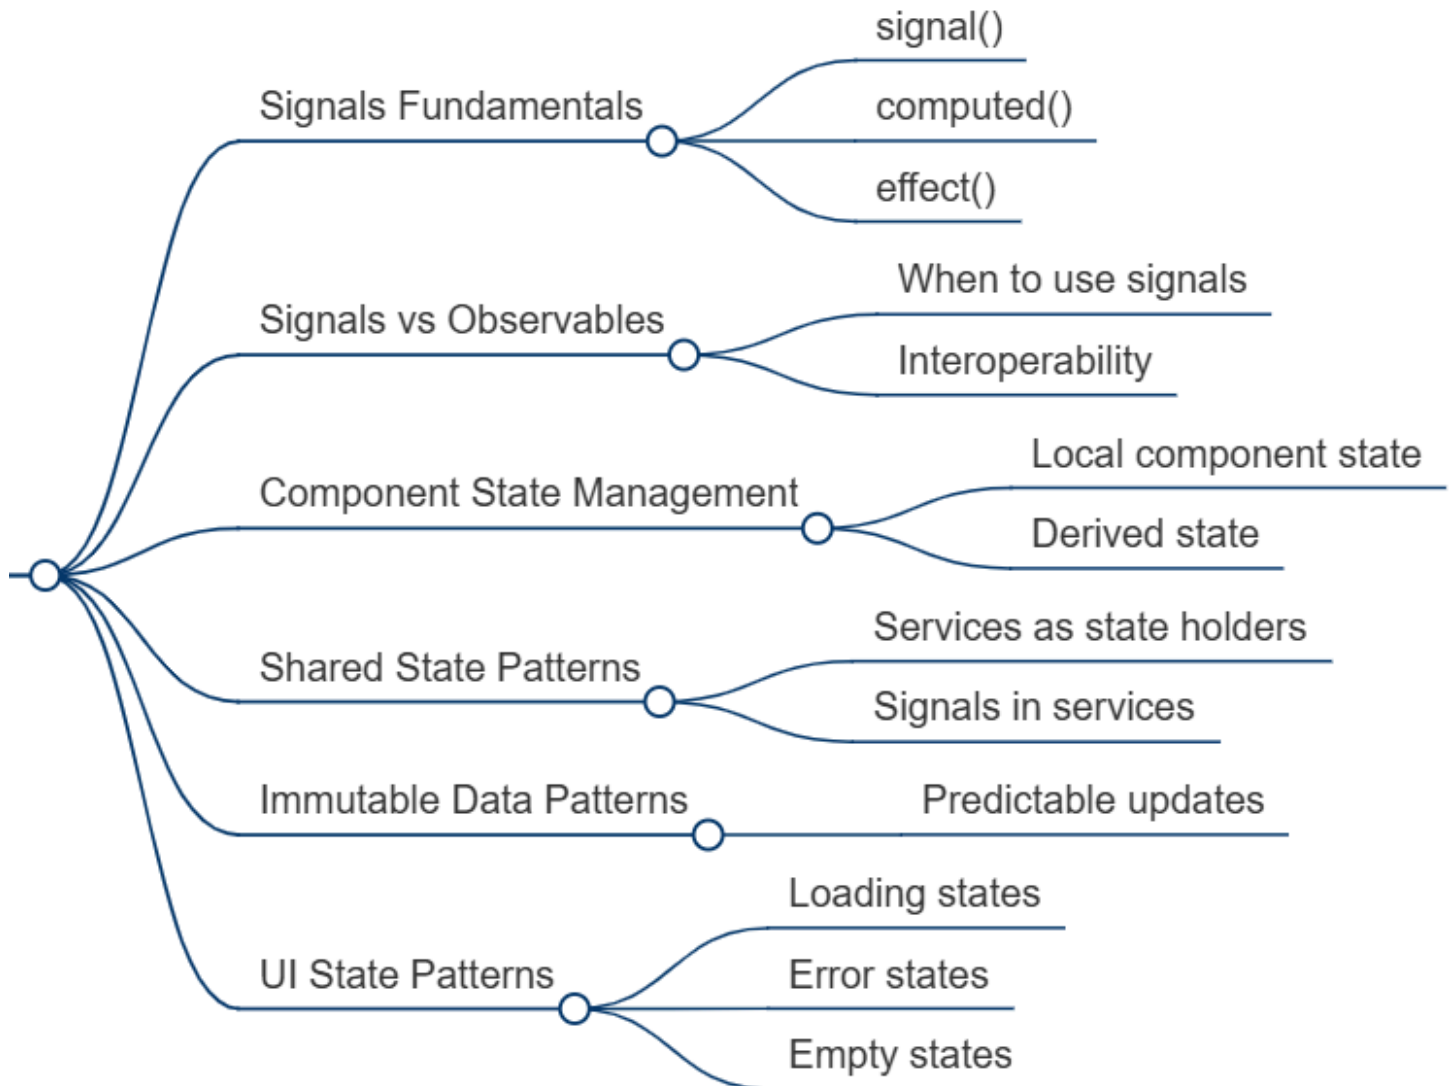 Signals Fundamentals
signal()
computed()
effect()
Signals vs Observables
When to use signals
Interoperability
Component State Management
Local component state
Derived state
Shared State Patterns
Services as state holders
Signals in services
Immutable Data Patterns
Predictable updates
UI State Patterns
Loading states
Error states
Empty states